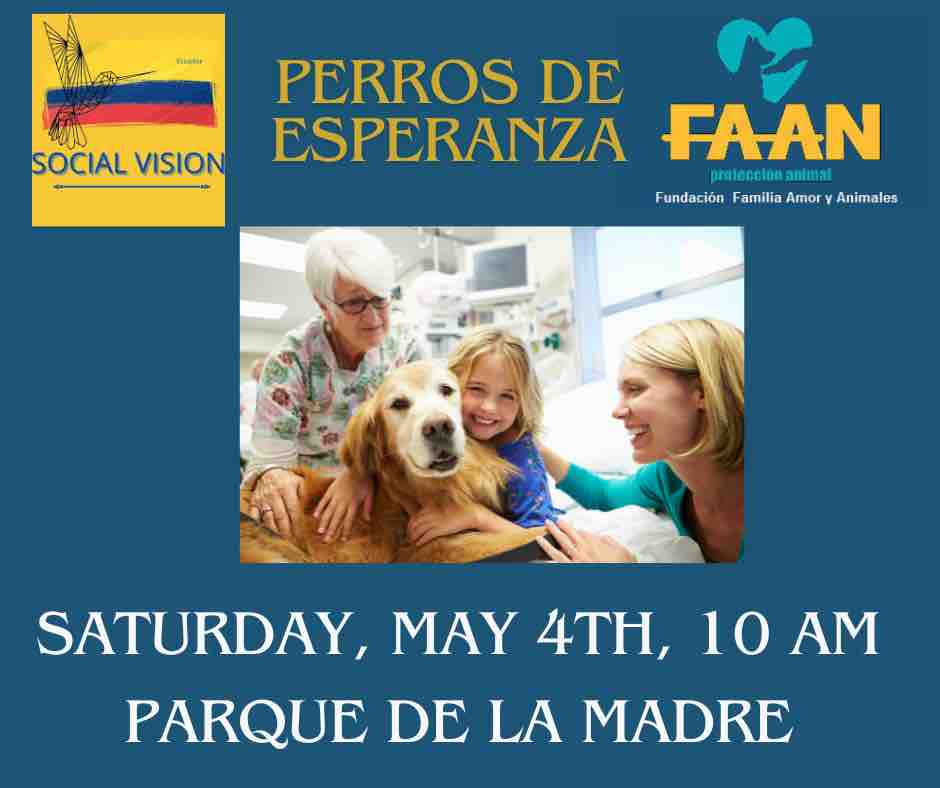 Ecuador
SOCIAL VISION
PERROS DE
ESPERANZA
FAAN
protección animal
Fundación Familia Amor y Animales
SATURDAY, MAY 4TH, 10 AM
PARQUE DE LA MADRE